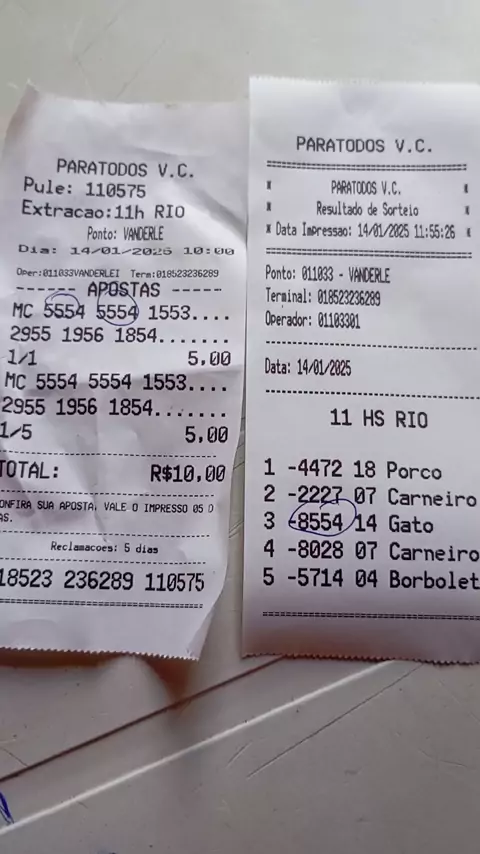 PARATODOS V.C.
Pule: 110575
Extracao:11h RIO
Ponto: VANDERLE
Dia: 14/01/2025 10:00
Oper:011033VANDERLEI Term:018523236289
------ APOSTAS ------
MC 5554 5554 1553....
2955 1956 1854.......
1/1 5,00
MC 5554 5554 1553....
2955 1956 1854.......
1/5 5,00
TOTAL: R$10,00
ONFIRA SUA APOSTA, VALE O IMPRESSO 05 D
AS.
Reclamacoes: 5 dias
18523 236289 110575
PARATODOS V.C.
* PARATODOS V.C. *
* Resultado de Sorteio *
* Data Impressao: 14/01/2025 11:55:26 *
Ponto: 011033 - VANDERLE
Terminal: 018523236289
Operador: 01103301
Data: 14/01/2025
11 HS RIO
1 -4472 18 Porco
2 -2227 07 Carneiro
3 -8554 14 Gato
4 -8028 07 Carneiro
5 -5714 04 Borbolet